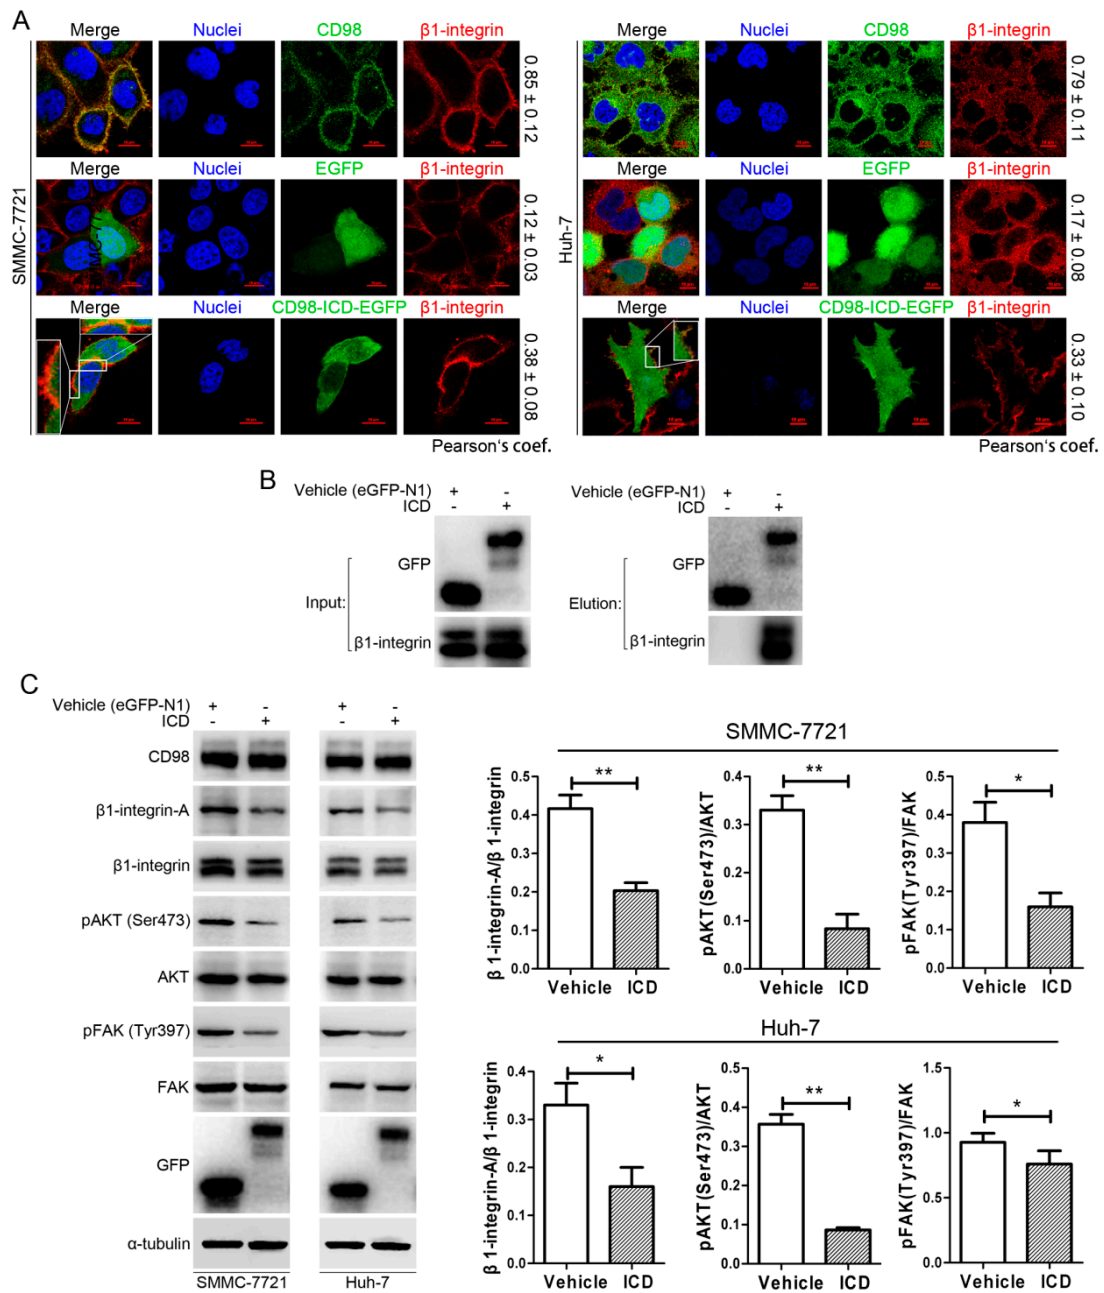 A
Merge Nuclei CD98 β1-integrin
0.85 ± 0.12
Merge Nuclei EGFP β1-integrin
0.12 ± 0.03
Merge Nuclei CD98-ICD-EGFP β1-integrin
0.38 ± 0.08
SMMC-7721
Pearson's coef.
Merge Nuclei CD98 β1-integrin
0.79 ± 0.11
Merge Nuclei EGFP β1-integrin
0.17 ± 0.08
Merge Nuclei CD98-ICD-EGFP β1-integrin
0.33 ± 0.10
Huh-7
Pearson's coef.
B
Vehicle (eGFP-N1) + -
ICD - +
GFP
Input:
β1-integrin
Vehicle (eGFP-N1) + -
ICD - +
GFP
Elution:
β1-integrin
C
Vehicle (eGFP-N1) + - + -
ICD - + - +
CD98
β1-integrin-A
β1-integrin
pAKT (Ser473)
AKT
pFAK (Tyr397)
FAK
GFP
α-tubulin
SMMC-7721 Huh-7
SMMC-7721
β 1-integrin-A/β 1-integrin
0.5
0.4
0.3
0.2
0.1
0.0
**
Vehicle ICD
pAKT(Ser473)/AKT
0.4
0.3
0.2
0.1
0.0
**
Vehicle ICD
pFAK(Tyr397)/FAK
0.5
0.4
0.3
0.2
0.1
0.0
*
Vehicle ICD
Huh-7
β 1-integrin-A/β 1-integrin
0.4
0.3
0.2
0.1
0.0
*
Vehicle ICD
pAKT(Ser473)/AKT
0.5
0.4
0.3
0.2
0.1
0.0
**
Vehicle ICD
pFAK(Tyr397)/FAK
1.5
1.0
0.5
0.0
*
Vehicle ICD